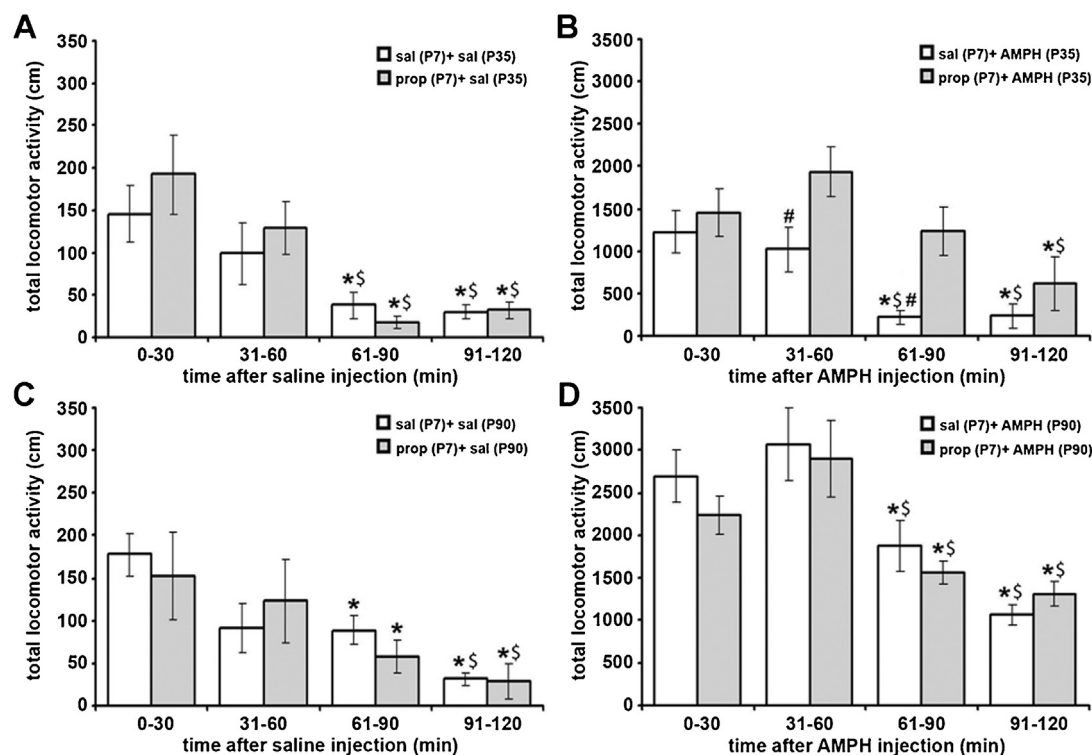 A
350
300
250
200
150
100
50
0
total locomotor activity (cm)
sal (P7)+ sal (P35)
prop (P7)+ sal (P35)
*$
*$
*$
*$
0-30 31-60 61-90 91-120
time after saline injection (min)
B
3500
3000
2500
2000
1500
1000
500
0
total locomotor activity (cm)
sal (P7)+ AMPH (P35)
prop (P7)+ AMPH (P35)
#
*$#
*$
*$
0-30 31-60 61-90 91-120
time after AMPH injection (min)
C
350
300
250
200
150
100
50
0
total locomotor activity (cm)
sal (P7)+ sal (P90)
prop (P7)+ sal (P90)
*
*
*$
*$
0-30 31-60 61-90 91-120
time after saline injection (min)
D
3500
3000
2500
2000
1500
1000
500
0
total locomotor activity (cm)
sal (P7)+ AMPH (P90)
prop (P7)+ AMPH (P90)
*$
*$
*$
*$
0-30 31-60 61-90 91-120
time after AMPH injection (min)